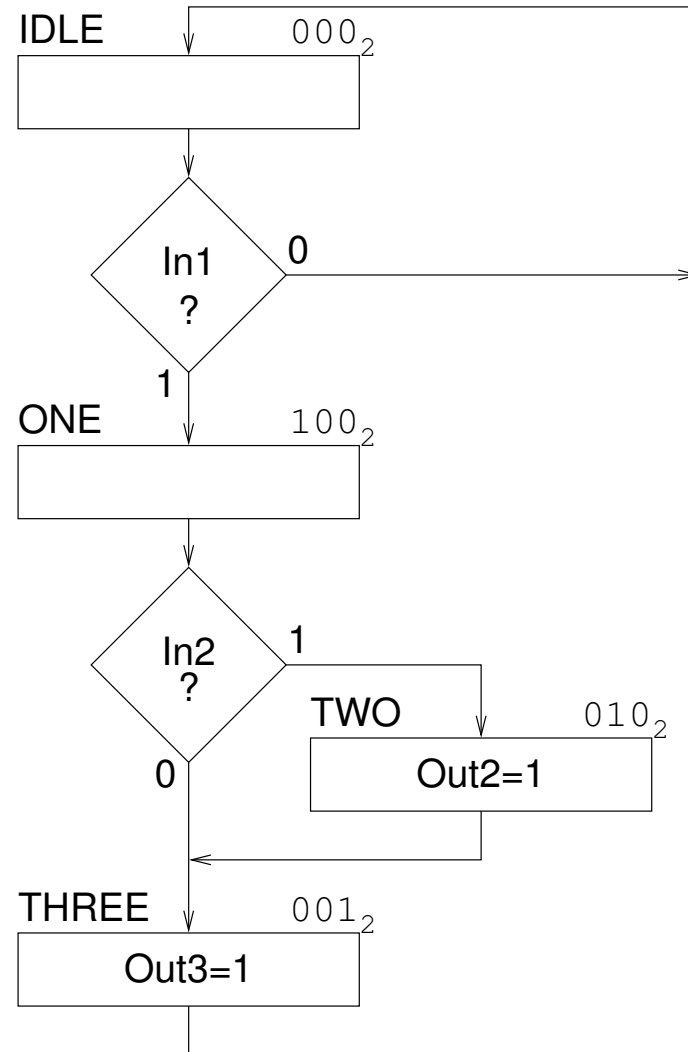 IDLE 000₂
In1
?
0
1
ONE 100₂
In2
?
1
0
TWO 010₂
Out2=1
THREE 001₂
Out3=1